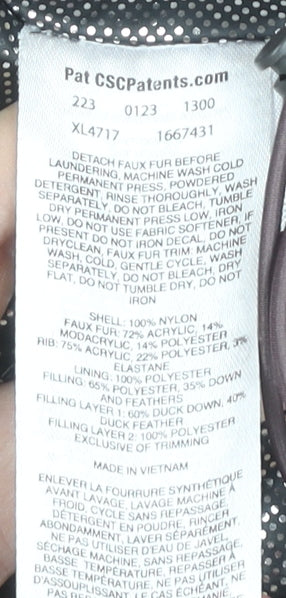 Pat CSCPatents.com
223 0123 1300
XL4717 1667431
DETACH FAUX FUR BEFORE
LAUNDERING, MACHINE WASH COLD
PERMANENT PRESS, POWDERED
DETERGENT, RINSE THOROUGHLY, WASH
SEPARATELY, DO NOT BLEACH, TUMBLE
DRY PERMANENT PRESS LOW, IRON
LOW, DO NOT USE FABRIC SOFTENER, IF
PRESENT DO NOT IRON DECAL, DO NOT
DRYCLEAN, FAUX FUR TRIM: MACHINE
WASH, COLD, GENTLE CYCLE, WASH
SEPARATELY, DO NOT BLEACH, DRY
FLAT, DO NOT TUMBLE DRY, DO NOT
IRON
SHELL: 100% NYLON
FAUX FUR: 72% ACRYLIC, 14%
MODACRYLIC, 14% POLYESTER
RIB: 75% ACRYLIC, 22% POLYESTER, 3%
ELASTANE
LINING: 100% POLYESTER
FILLING: 65% POLYESTER, 35% DOWN
AND FEATHERS
FILLING LAYER 1: 60% DUCK DOWN, 40%
DUCK FEATHER
FILLING LAYER 2: 100% POLYESTER
EXCLUSIVE OF TRIMMING
MADE IN VIETNAM
ENLEVER LA FOURRURE SYNTHÉTIQUE
AVANT LAVAGE, LAVAGE MACHINE À
FROID, CYCLE SANS REPASSAGE,
DÉTERGENT EN POUDRE, RINCER
ABONDAMMENT, LAVER SÉPARÉMENT,
NE PAS UTILISER D'EAU DE JAVEL,
SÉCHAGE MACHINE, SANS REPASSAGE,
BASSE TEMPÉRATURE, REPASSER À
BASSE TEMPÉRATURE, NE PAS UTILISER
D'ASSOUPLISSANT, LE CAS ÉCHÉANT, NE
PAS